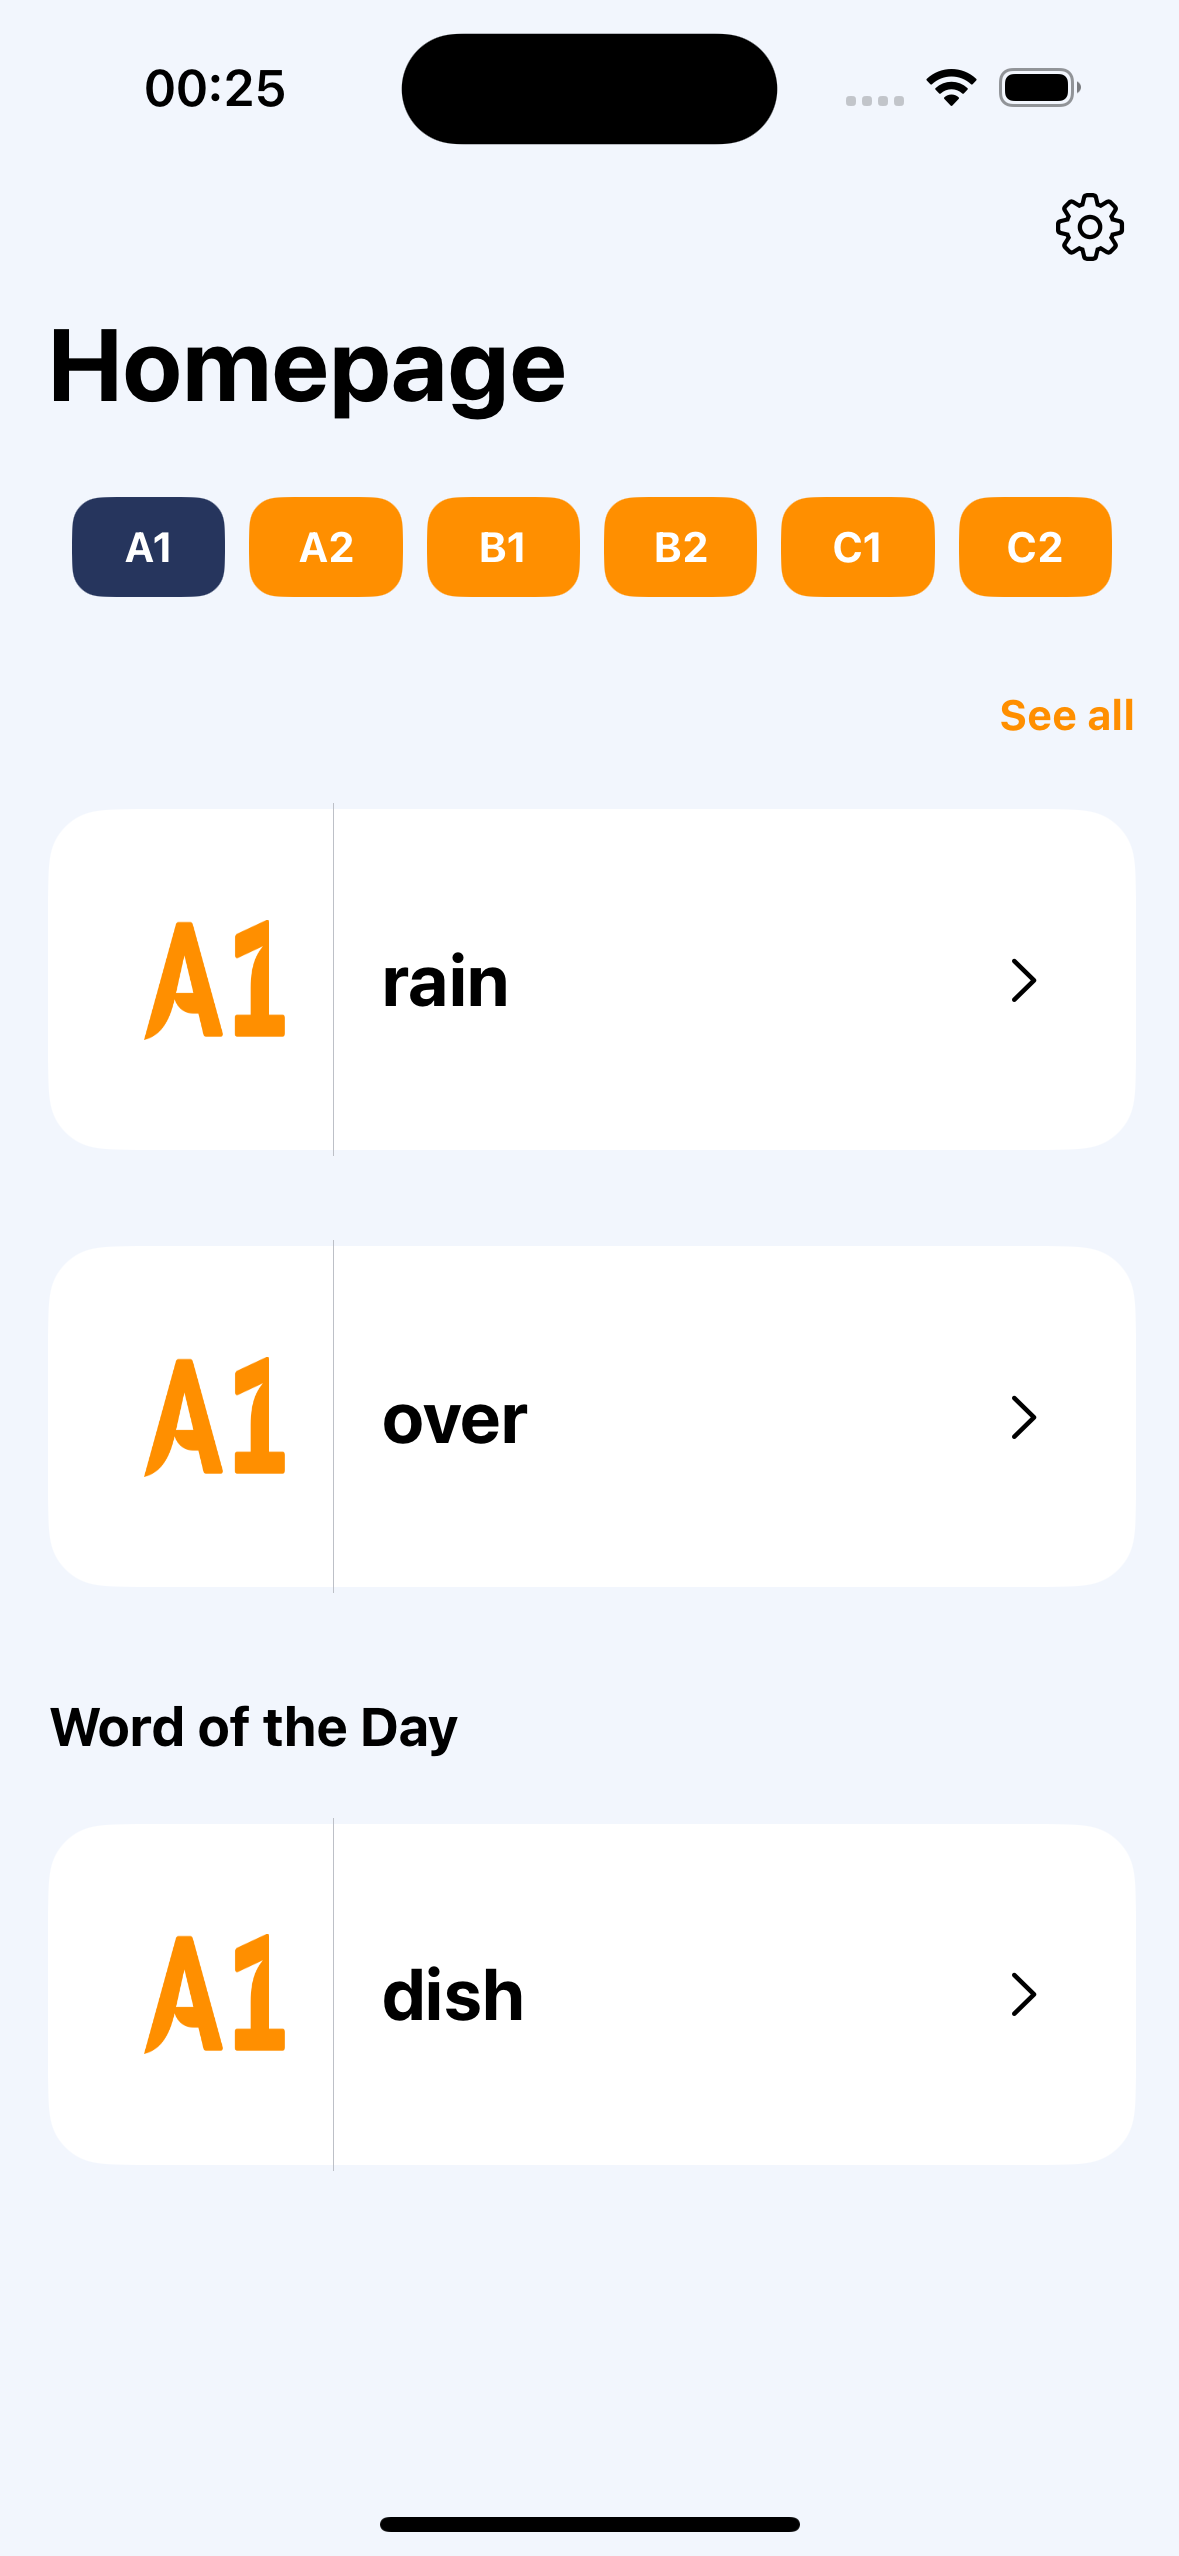 00:25
Homepage
A1 A2 B1 B2 C1 C2
See all
A1 rain
A1 over
Word of the Day
A1 dish